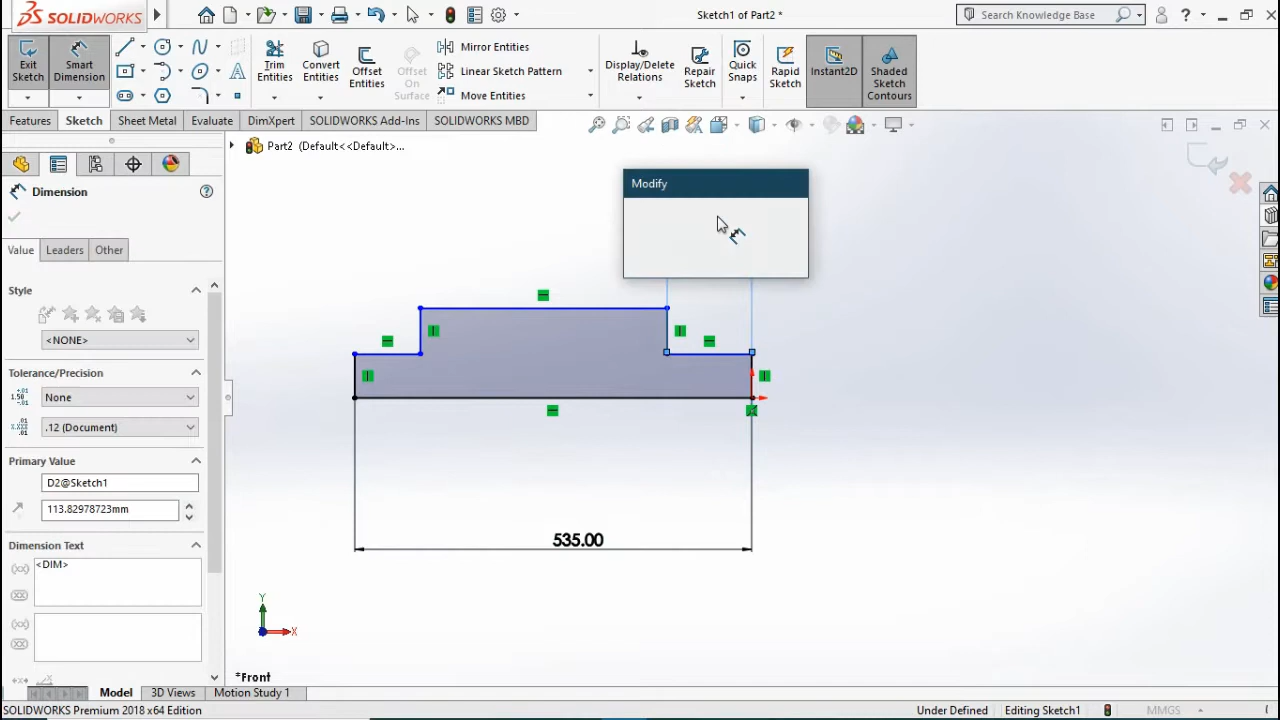 SOLIDWORKS
Sketch1 of Part2 *
Search Knowledge Base
Exit Sketch
Smart Dimension
Trim Entities
Convert Entities
Offset Entities
Offset On Surface
Mirror Entities
Linear Sketch Pattern
Move Entities
Display/Delete Relations
Repair Sketch
Quick Snaps
Rapid Sketch
Instant2D
Shaded Sketch Contours
Features
Sketch
Sheet Metal
Evaluate
DimXpert
SOLIDWORKS Add-Ins
SOLIDWORKS MBD
Part2 (Default<<Default>...
Dimension
Modify
Value
Leaders
Other
Style
<NONE>
Tolerance/Precision
None
.12 (Document)
Primary Value
D2@Sketch1
113.82978723mm
Dimension Text
<DIM>
535.00
Y
X
*Front
Model
3D Views
Motion Study 1
SOLIDWORKS Premium 2018 x64 Edition
Under Defined
Editing Sketch1
MMGS